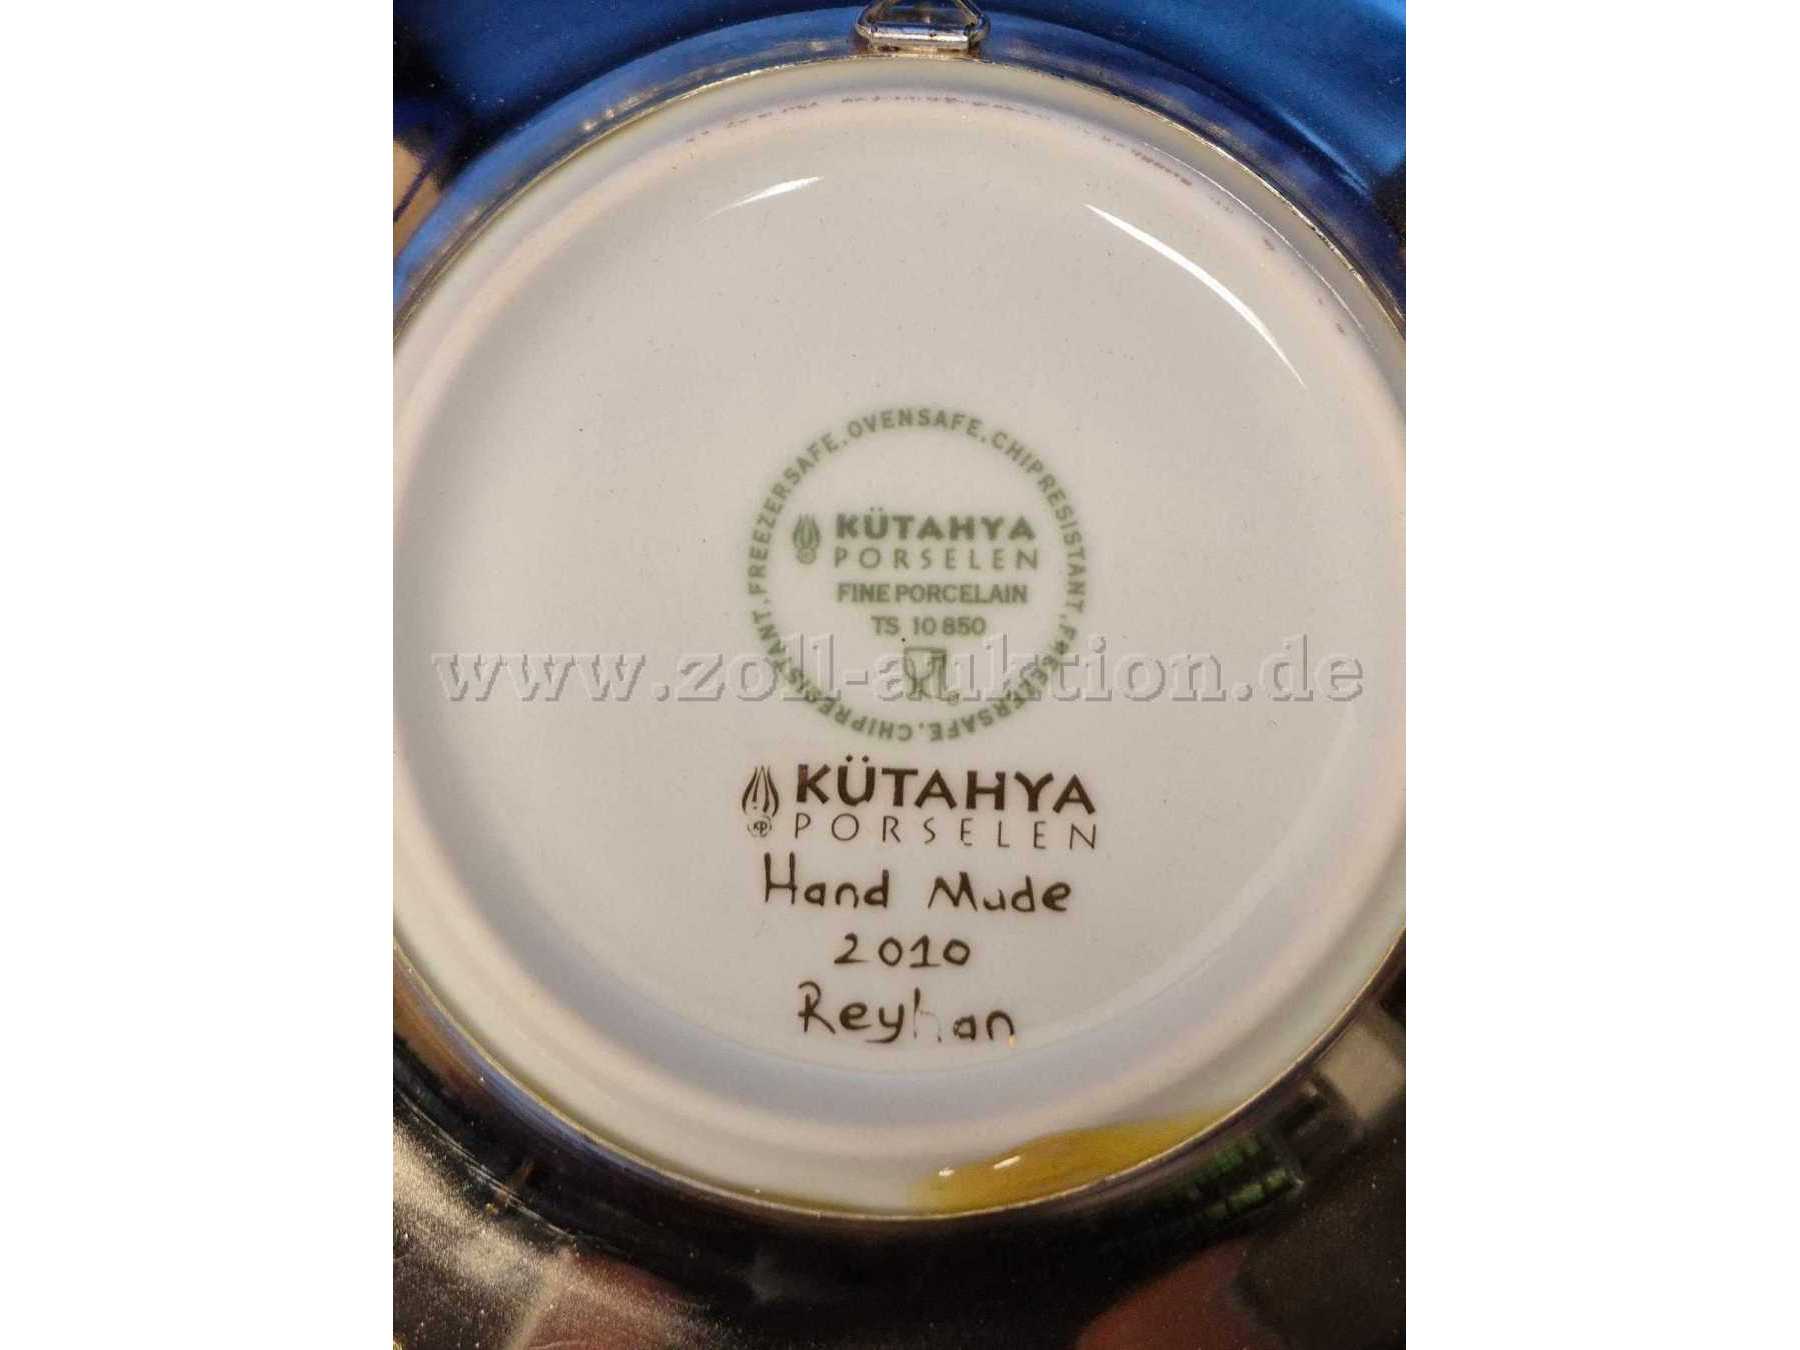 FREEZERSAFE. OVENSAFE. CHIPRESISTANT. FREEZERSAFE. CHIPRESISTANT.
KÜTAHYA
PORSELEN
FINE PORCELAIN
TS 10 850
www.zoll-auktion.de
KÜTAHYA
PORSELEN
Hand Made
2010
Reyhan